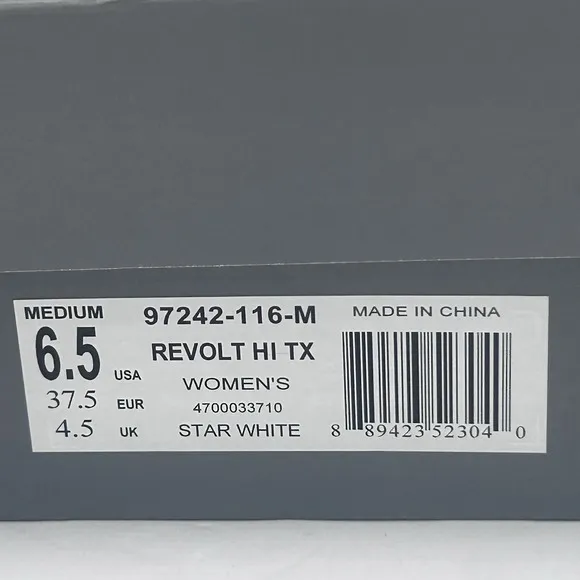 MEDIUM
6.5 USA
37.5 EUR
4.5 UK
97242-116-M
REVOLT HI TX
WOMEN'S
4700033710
STAR WHITE
MADE IN CHINA
8 89423 52304 0